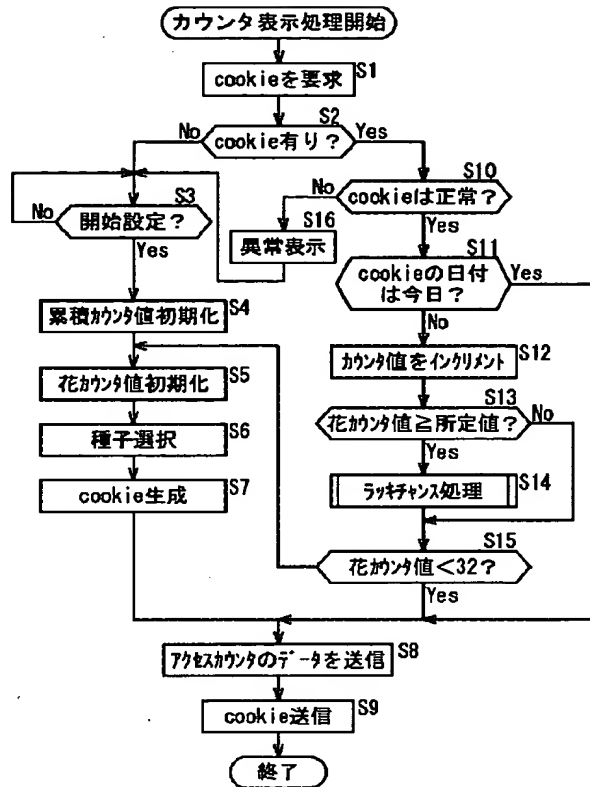 カウンタ表示処理開始
cookieを要求 S1
S2
No cookie有り？ Yes
S10
No cookieは正常？
Yes
S3
No 開始設定？
Yes
S16
異常表示
S11
cookieの日付は今日？ Yes
No
累積ｶｳﾝﾀ値初期化 S4
ｶｳﾝﾀ値をｲﾝｸﾘﾒﾝﾄ S12
花ｶｳﾝﾀ値初期化 S5
S13
花ｶｳﾝﾀ値≧所定値？ No
Yes
種子選択 S6
ﾗｯｷﾁｬﾝｽ処理 S14
cookie生成 S7
S15
花ｶｳﾝﾀ値＜32？
Yes
ｱｸｾｽｶｳﾝﾀのﾃﾞｰﾀを送信 S8
cookie送信 S9
終了